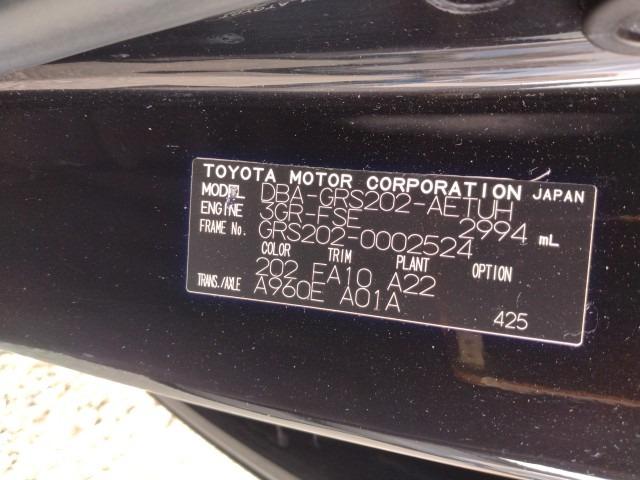 TOYOTA MOTOR CORPORATION JAPAN
MODEL DBA-GRS202-AETUH
ENGINE 3GR-FSE 2994 mL
FRAME No. GRS202-0002524
COLOR TRIM PLANT OPTION
202 FA10 A22
TRANS./AXLE A960E A01A
425